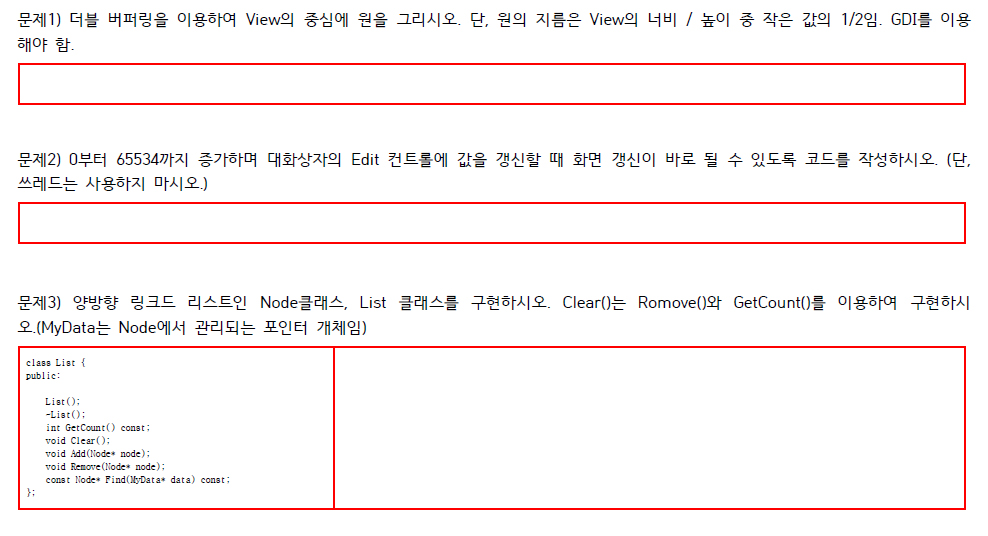 문제1) 더블 버퍼링을 이용하여 View의 중심에 원을 그리시오. 단, 원의 지름은 View의 너비 / 높이 중 작은 값의 1/2임. GDI를 이용
해야 함.
문제2) 0부터 65534까지 증가하며 대화상자의 Edit 컨트롤에 값을 갱신할 때 화면 갱신이 바로 될 수 있도록 코드를 작성하시오. (단,
쓰레드는 사용하지 마시오.)
문제3) 양방향 링크드 리스트인 Node클래스, List 클래스를 구현하시오. Clear()는 Romove()와 GetCount()를 이용하여 구현하시
오.(MyData는 Node에서 관리되는 포인터 개체임)
class List {
public:
List();
~List();
int GetCount() const;
void Clear();
void Add(Node* node);
void Remove(Node* node);
const Node* Find(MyData* data) const;
};